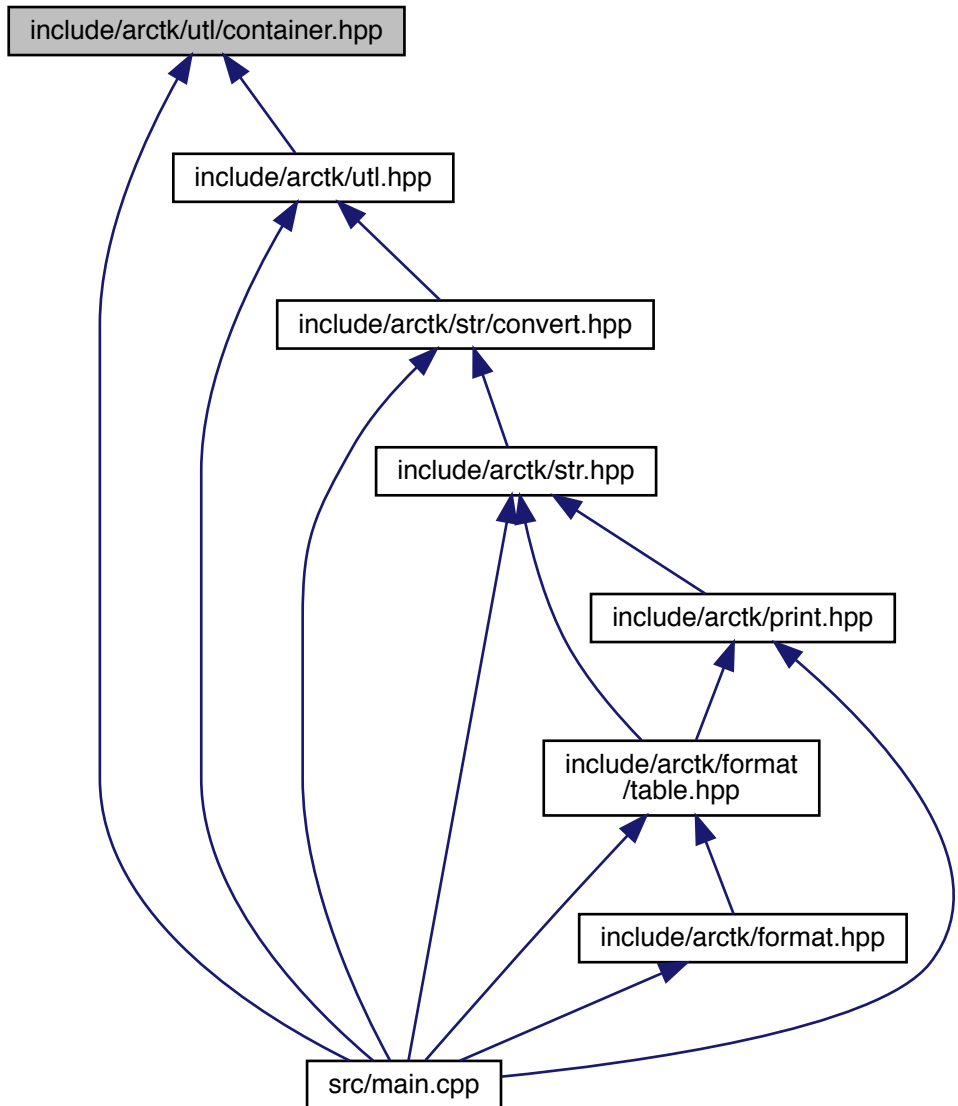 include/arctk/utl/container.hpp
include/arctk/utl.hpp
include/arctk/str/convert.hpp
include/arctk/str.hpp
include/arctk/print.hpp
include/arctk/format
/table.hpp
include/arctk/format.hpp
src/main.cpp